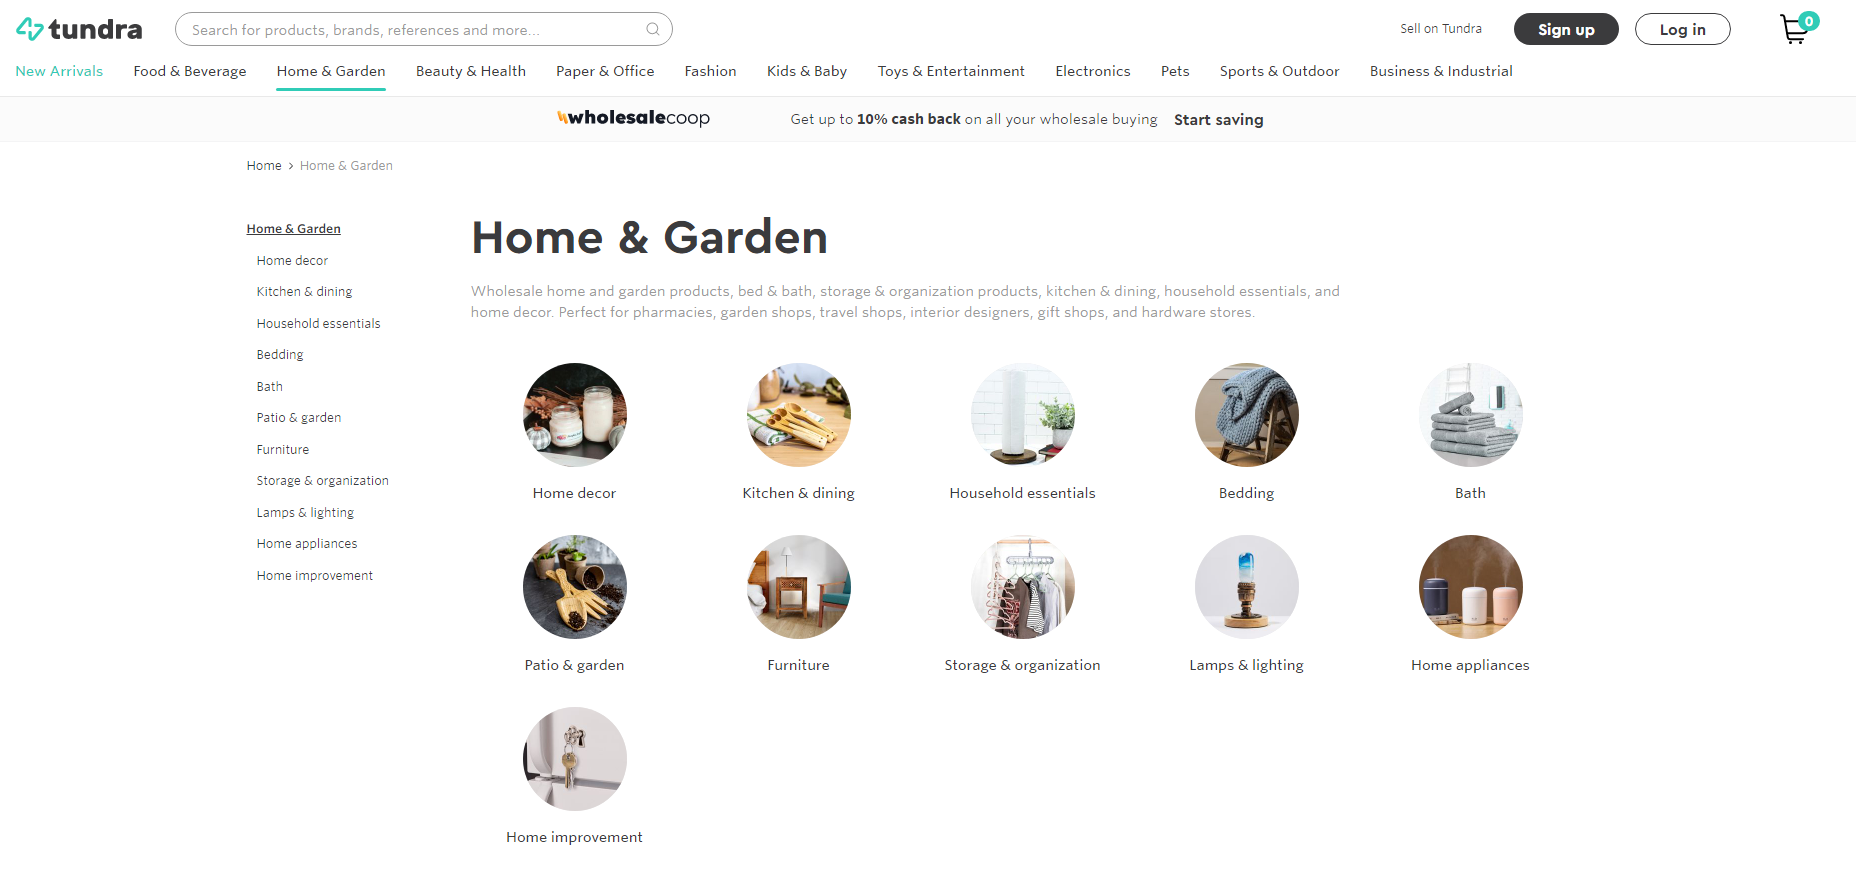 tundra
Search for products, brands, references and more...
Sell on Tundra
Sign up
Log in
0
New Arrivals
Food & Beverage
Home & Garden
Beauty & Health
Paper & Office
Fashion
Kids & Baby
Toys & Entertainment
Electronics
Pets
Sports & Outdoor
Business & Industrial
wholesalecoop
Get up to 10% cash back on all your wholesale buying
Start saving
Home > Home & Garden
Home & Garden
Home decor
Kitchen & dining
Household essentials
Bedding
Bath
Patio & garden
Furniture
Storage & organization
Lamps & lighting
Home appliances
Home improvement
Home & Garden
Wholesale home and garden products, bed & bath, storage & organization products, kitchen & dining, household essentials, and
home decor. Perfect for pharmacies, garden shops, travel shops, interior designers, gift shops, and hardware stores.
Home decor
Kitchen & dining
Household essentials
Bedding
Bath
Patio & garden
Furniture
Storage & organization
Lamps & lighting
Home appliances
Home improvement